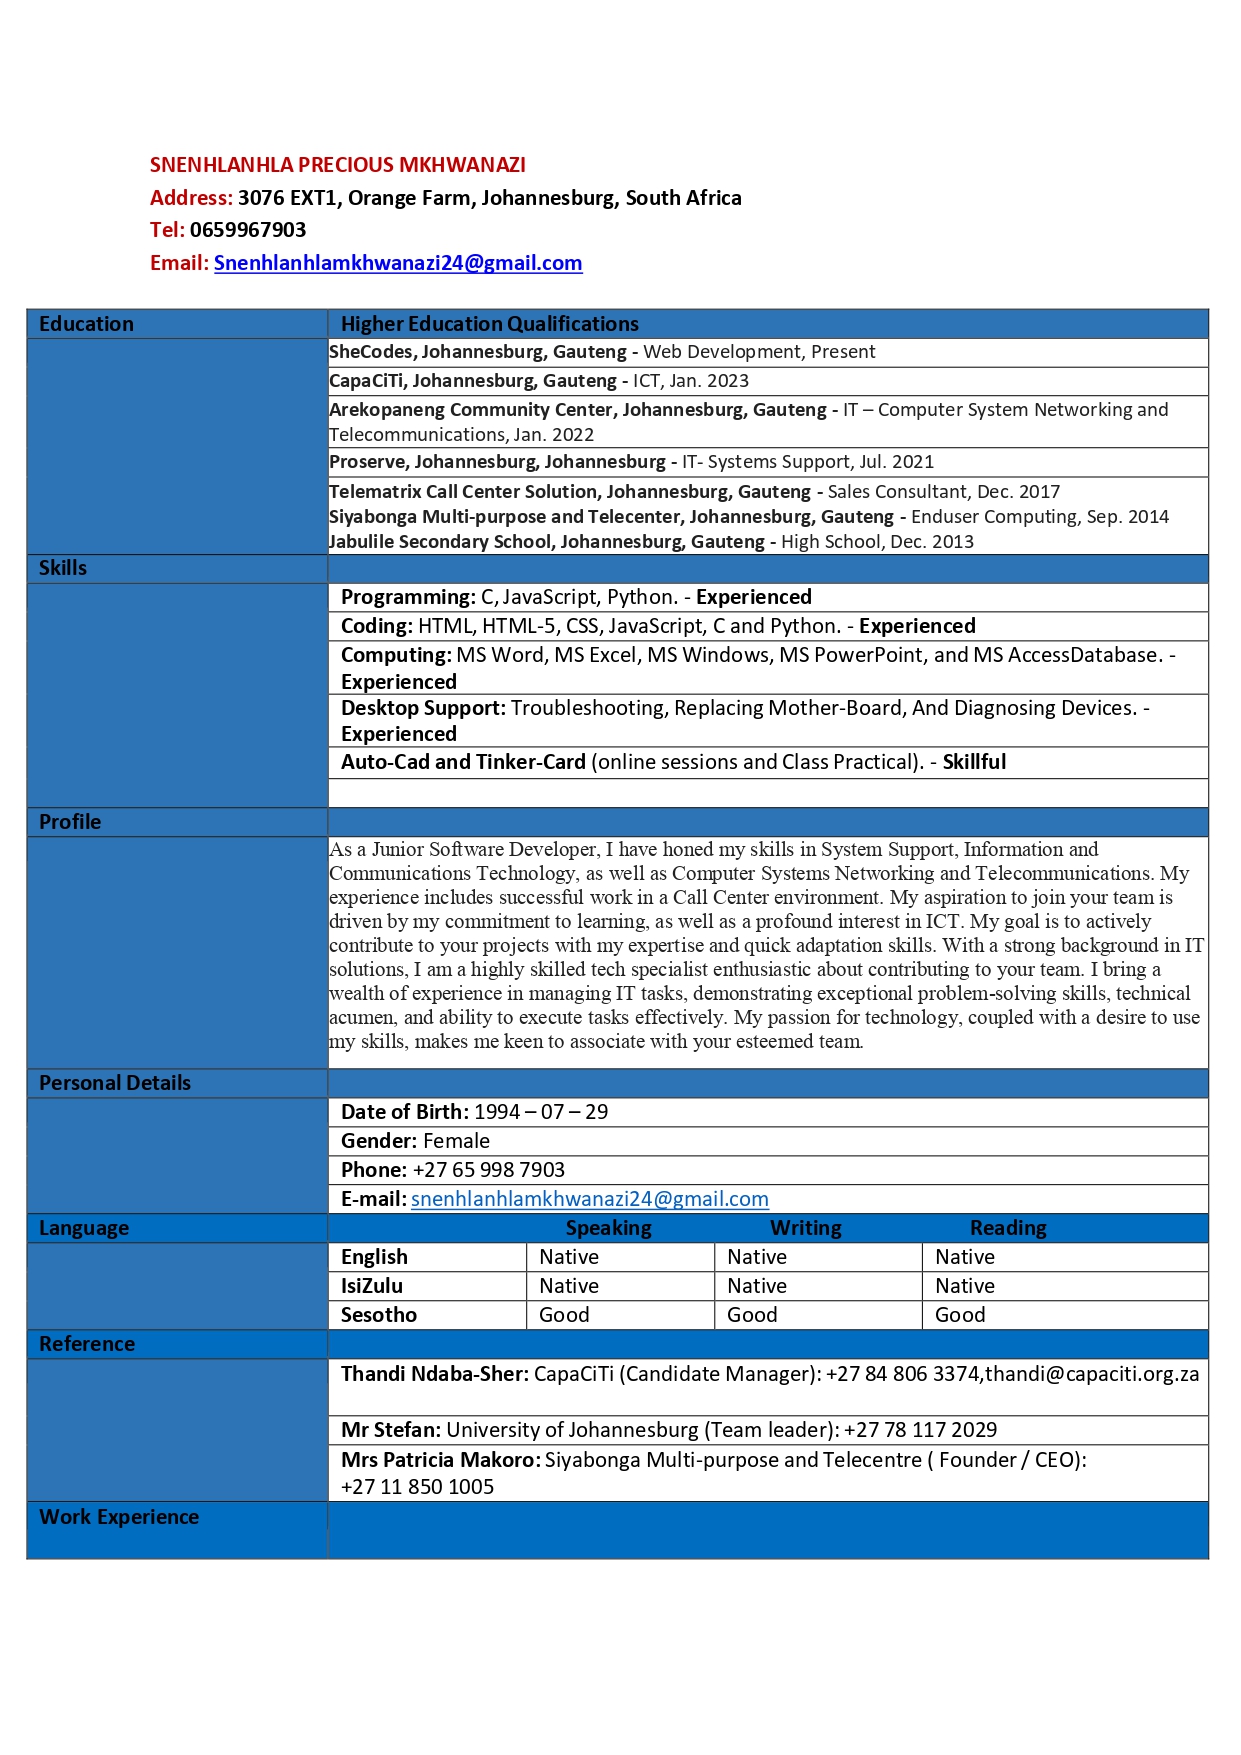 SNENHLANHLA PRECIOUS MKHWANAZI
Address: 3076 EXT1, Orange Farm, Johannesburg, South Africa
Tel: 0659967903
Email: Snenhlanhlamkhwanazi24@gmail.com
Education Higher Education Qualifications
SheCodes, Johannesburg, Gauteng - Web Development, Present
CapaCiTi, Johannesburg, Gauteng - ICT, Jan. 2023
Arekopaneng Community Center, Johannesburg, Gauteng - IT – Computer System Networking and
Telecommunications, Jan. 2022
Proserve, Johannesburg, Johannesburg - IT- Systems Support, Jul. 2021
Telematrix Call Center Solution, Johannesburg, Gauteng - Sales Consultant, Dec. 2017
Siyabonga Multi-purpose and Telecenter, Johannesburg, Gauteng - Enduser Computing, Sep. 2014
Jabulile Secondary School, Johannesburg, Gauteng - High School, Dec. 2013
Skills
Programming: C, JavaScript, Python. - Experienced
Coding: HTML, HTML-5, CSS, JavaScript, C and Python. - Experienced
Computing: MS Word, MS Excel, MS Windows, MS PowerPoint, and MS AccessDatabase. -
Experienced
Desktop Support: Troubleshooting, Replacing Mother-Board, And Diagnosing Devices. -
Experienced
Auto-Cad and Tinker-Card (online sessions and Class Practical). - Skillful
Profile
As a Junior Software Developer, I have honed my skills in System Support, Information and
Communications Technology, as well as Computer Systems Networking and Telecommunications. My
experience includes successful work in a Call Center environment. My aspiration to join your team is
driven by my commitment to learning, as well as a profound interest in ICT. My goal is to actively
contribute to your projects with my expertise and quick adaptation skills. With a strong background in IT
solutions, I am a highly skilled tech specialist enthusiastic about contributing to your team. I bring a
wealth of experience in managing IT tasks, demonstrating exceptional problem-solving skills, technical
acumen, and ability to execute tasks effectively. My passion for technology, coupled with a desire to use
my skills, makes me keen to associate with your esteemed team.
Personal Details
Date of Birth: 1994 – 07 – 29
Gender: Female
Phone: +27 65 998 7903
E-mail: snenhlanhlamkhwanazi24@gmail.com
Language Speaking Writing Reading
English Native Native Native
IsiZulu Native Native Native
Sesotho Good Good Good
Reference
Thandi Ndaba-Sher: CapaCiTi (Candidate Manager): +27 84 806 3374,thandi@capaciti.org.za
Mr Stefan: University of Johannesburg (Team leader): +27 78 117 2029
Mrs Patricia Makoro: Siyabonga Multi-purpose and Telecentre ( Founder / CEO):
+27 11 850 1005
Work Experience